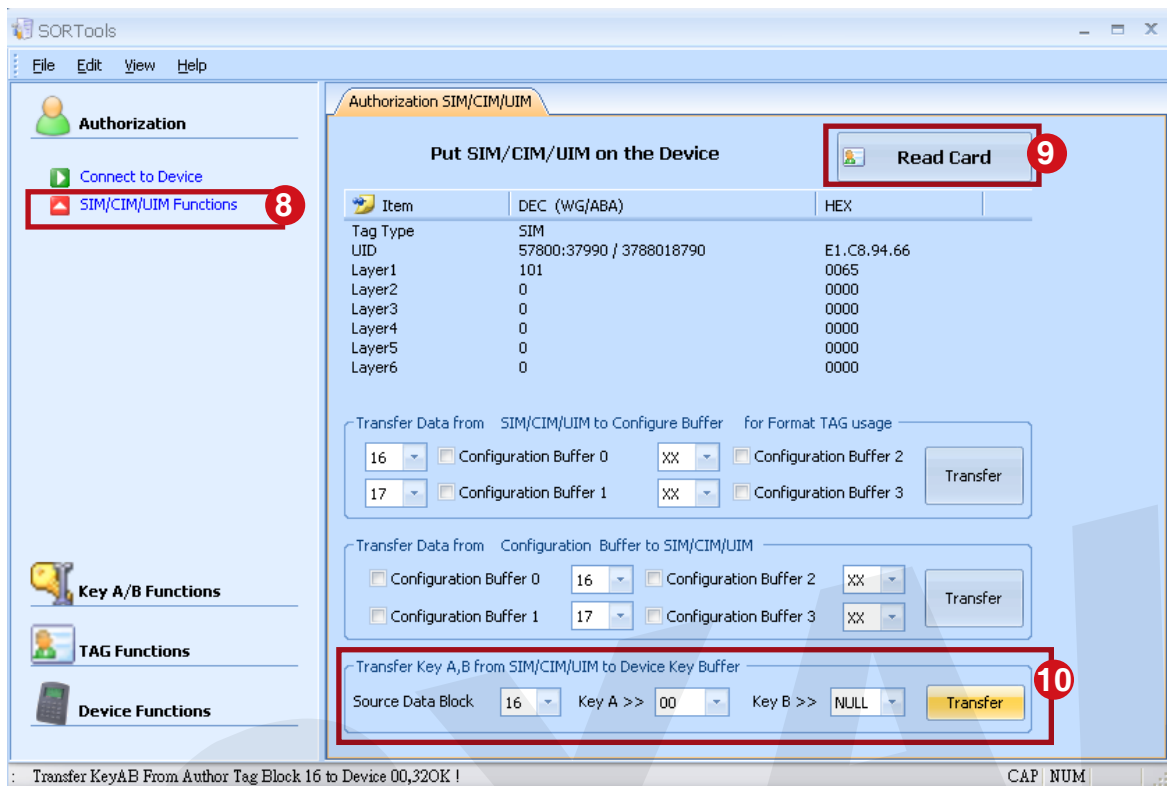 SORTools
File Edit View Help
Authorization
Connect to Device
SIM/CIM/UIM Functions 8
Key A/B Functions
TAG Functions
Device Functions
Authorization SIM/CIM/UIM
Put SIM/CIM/UIM on the Device
Read Card 9
Item DEC (WG/ABA) HEX
Tag Type SIM
UID 57800:37990 / 3788018790 E1.C8.94.66
Layer1 101 0065
Layer2 0 0000
Layer3 0 0000
Layer4 0 0000
Layer5 0 0000
Layer6 0 0000
Transfer Data from SIM/CIM/UIM to Configure Buffer for Format TAG usage
16 Configuration Buffer 0 XX Configuration Buffer 2
17 Configuration Buffer 1 XX Configuration Buffer 3
Transfer
Transfer Data from Configuration Buffer to SIM/CIM/UIM
Configuration Buffer 0 16 Configuration Buffer 2 XX
Configuration Buffer 1 17 Configuration Buffer 3 XX
Transfer
Transfer Key A,B from SIM/CIM/UIM to Device Key Buffer
Source Data Block 16 Key A >> 00 Key B >> NULL Transfer
10
: Transfer KeyAB From Author Tag Block 16 to Device 00,32OK ! CAP NUM